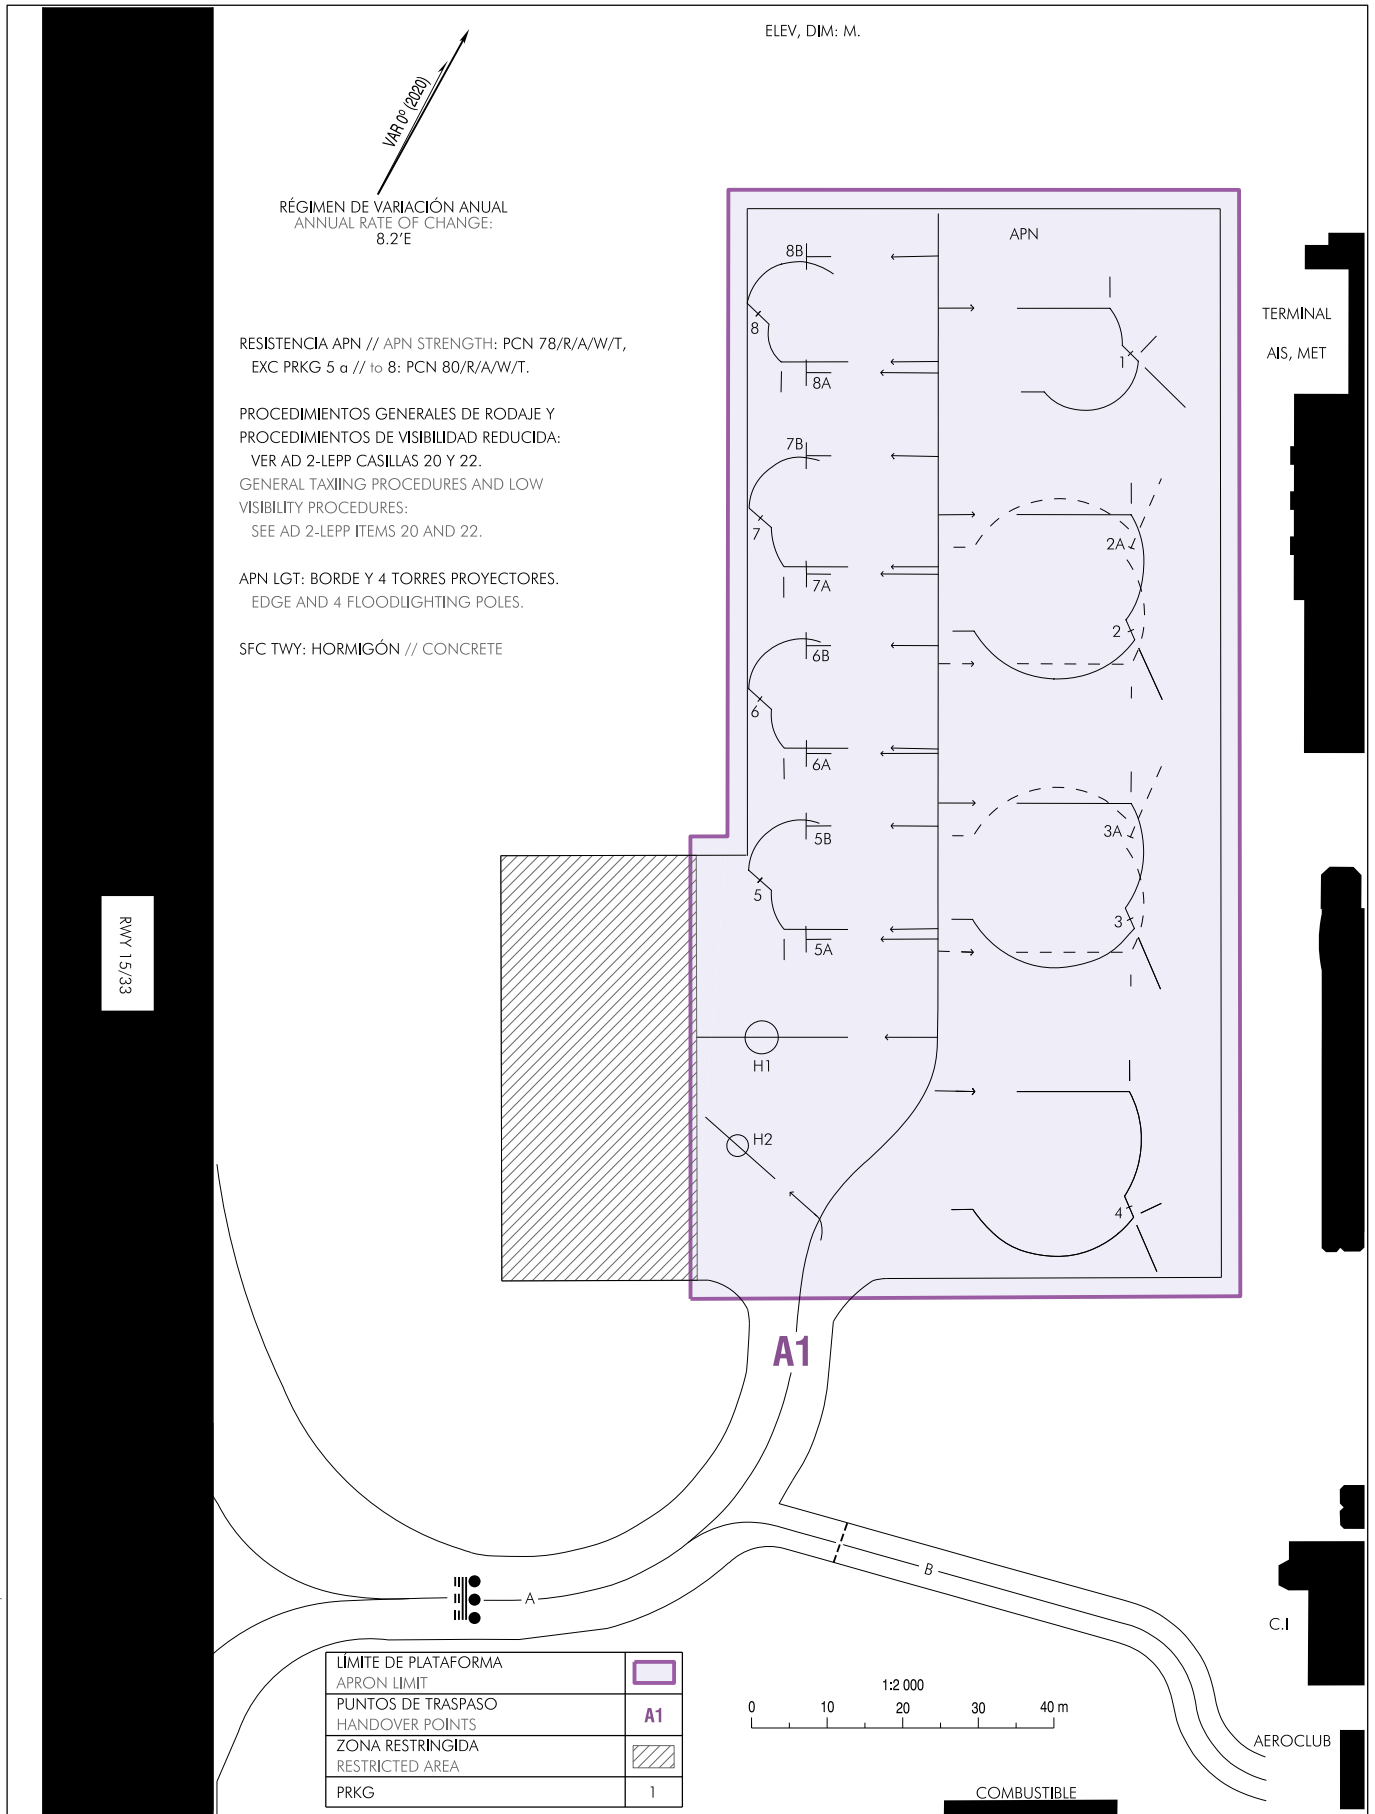 ELEV, DIM: M.
VAR 0º (2020)
RÉGIMEN DE VARIACIÓN ANUAL
ANNUAL RATE OF CHANGE:
8.2'E
RESISTENCIA APN // APN STRENGTH: PCN 78/R/A/W/T,
EXC PRKG 5 a // to 8: PCN 80/R/A/W/T.
PROCEDIMIENTOS GENERALES DE RODAJE Y
PROCEDIMIENTOS DE VISIBILIDAD REDUCIDA:
VER AD 2-LEPP CASILLAS 20 Y 22.
GENERAL TAXIING PROCEDURES AND LOW
VISIBILITY PROCEDURES:
SEE AD 2-LEPP ITEMS 20 AND 22.
APN LGT: BORDE Y 4 TORRES PROYECTORES.
EDGE AND 4 FLOODLIGHTING POLES.
SFC TWY: HORMIGÓN // CONCRETE
APN
8B
8
8A
7B
7
7A
6B
6
6A
5B
5
5A
H1
H2
1
2A
2
3A
3
4
TERMINAL
AIS, MET
RWY 15/33
A1
A
B
C.I
AEROCLUB
COMBUSTIBLE
1:2 000
0 10 20 30 40 m
LÍMITE DE PLATAFORMA
APRON LIMIT
PUNTOS DE TRASPASO
HANDOVER POINTS
A1
ZONA RESTRINGIDA
RESTRICTED AREA
PRKG 1